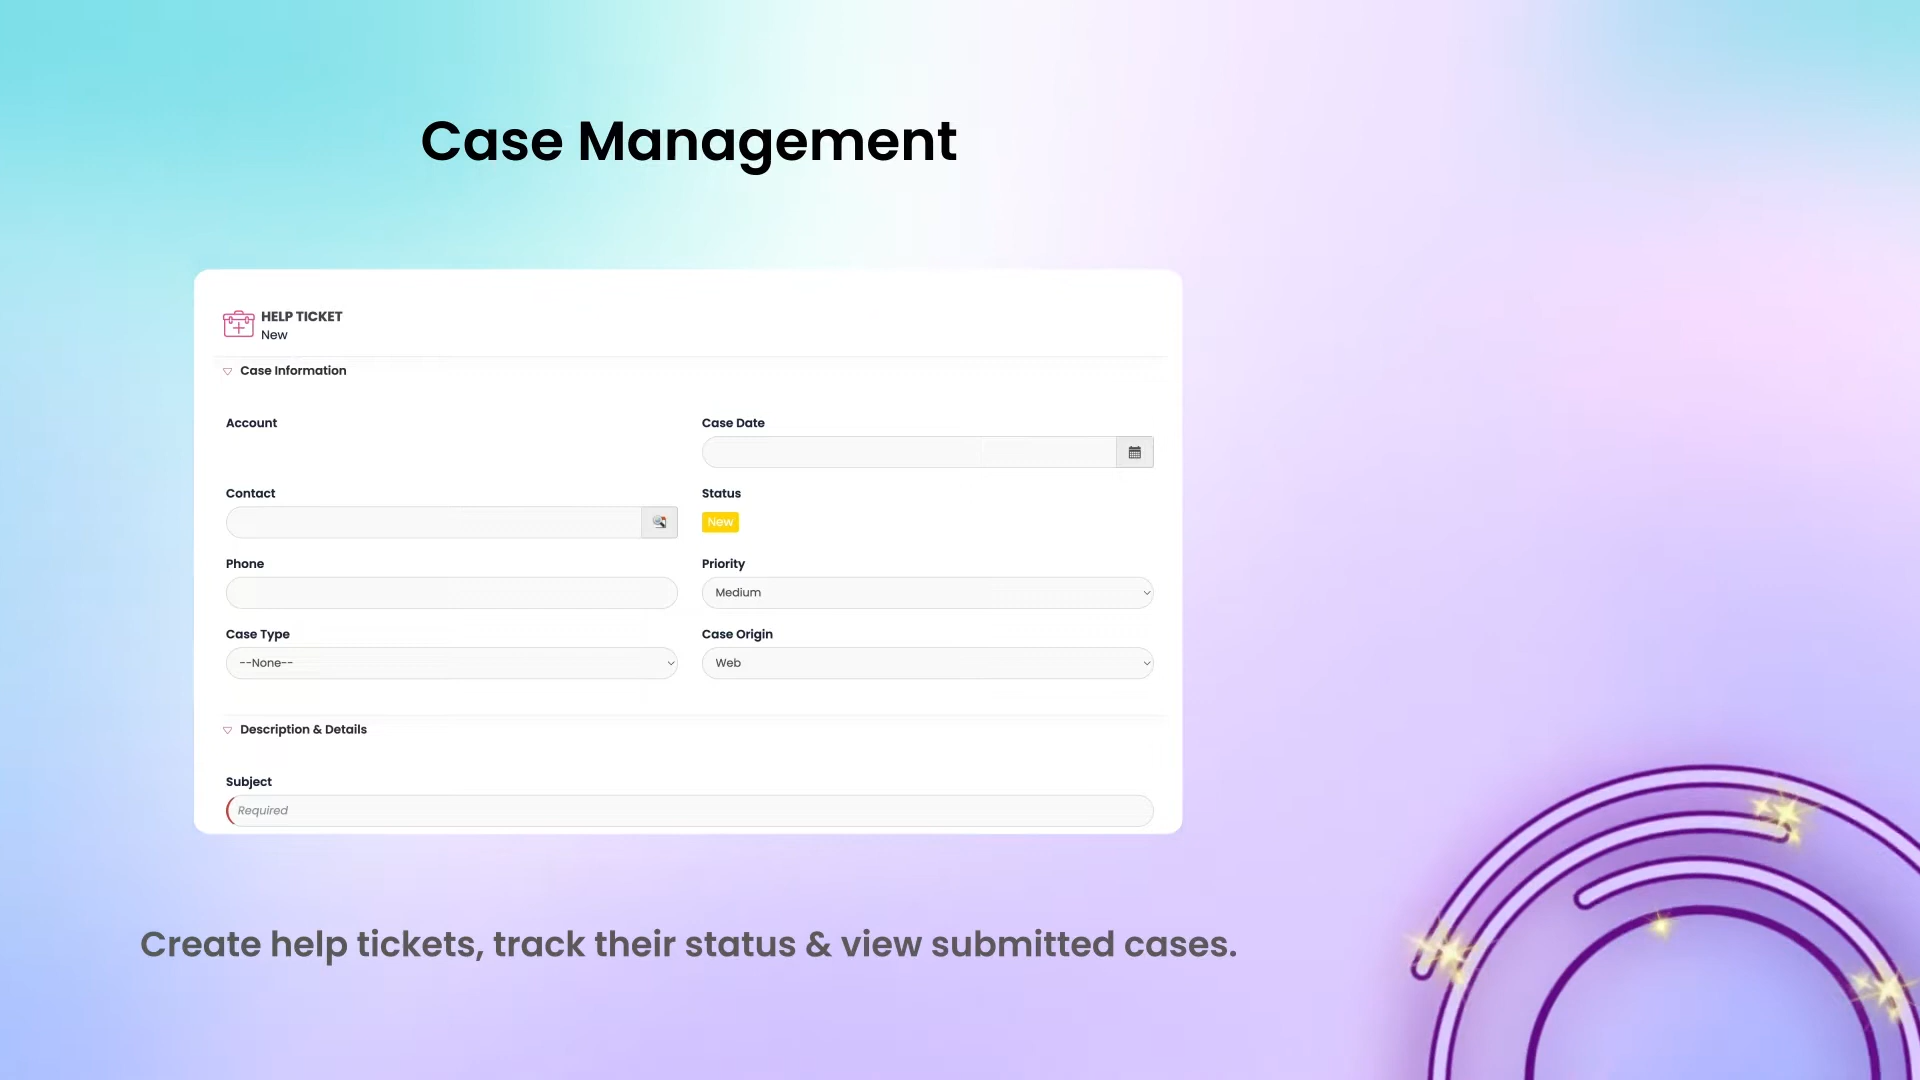 Case Management
HELP TICKET
New
Case Information
Account
Case Date
Contact
Status
New
Phone
Priority
Medium
Case Type
Case Origin
--None--
Web
Description & Details
Subject
Required
Create help tickets, track their status & view submitted cases.